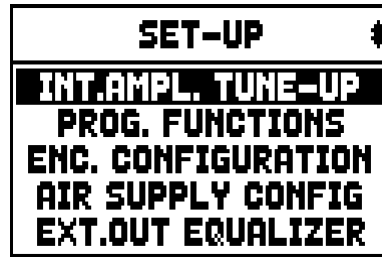 SET-UP
INT.AMPL. TUNE-UP
PROG. FUNCTIONS
ENC. CONFIGURATION
AIR SUPPLY CONFIG
EXT.OUT EQUALIZER